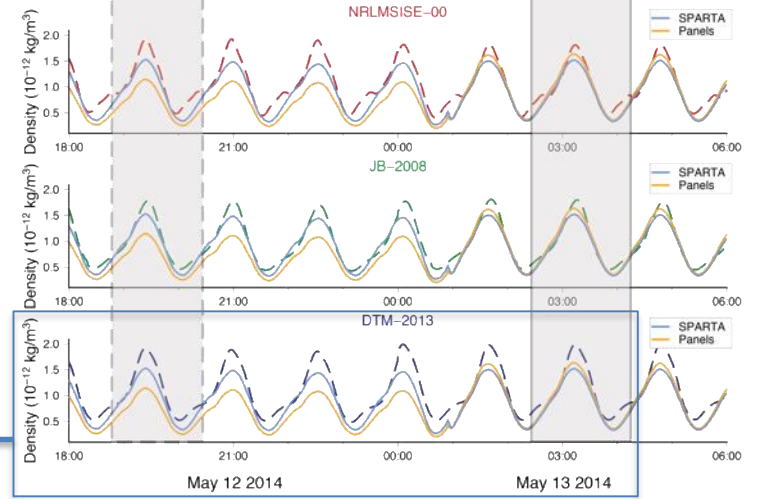 NRLMSISE−00
Density (10−12 kg/m3)
2.0
1.5
1.0
0.5
SPARTA
Panels
18:00 21:00 00:00 03:00 06:00
JB−2008
Density (10−12 kg/m3)
2.0
1.5
1.0
0.5
SPARTA
Panels
18:00 21:00 00:00 03:00 06:00
DTM−2013
Density (10−12 kg/m3)
2.0
1.5
1.0
0.5
SPARTA
Panels
18:00 21:00 00:00 03:00 06:00
May 12 2014 May 13 2014